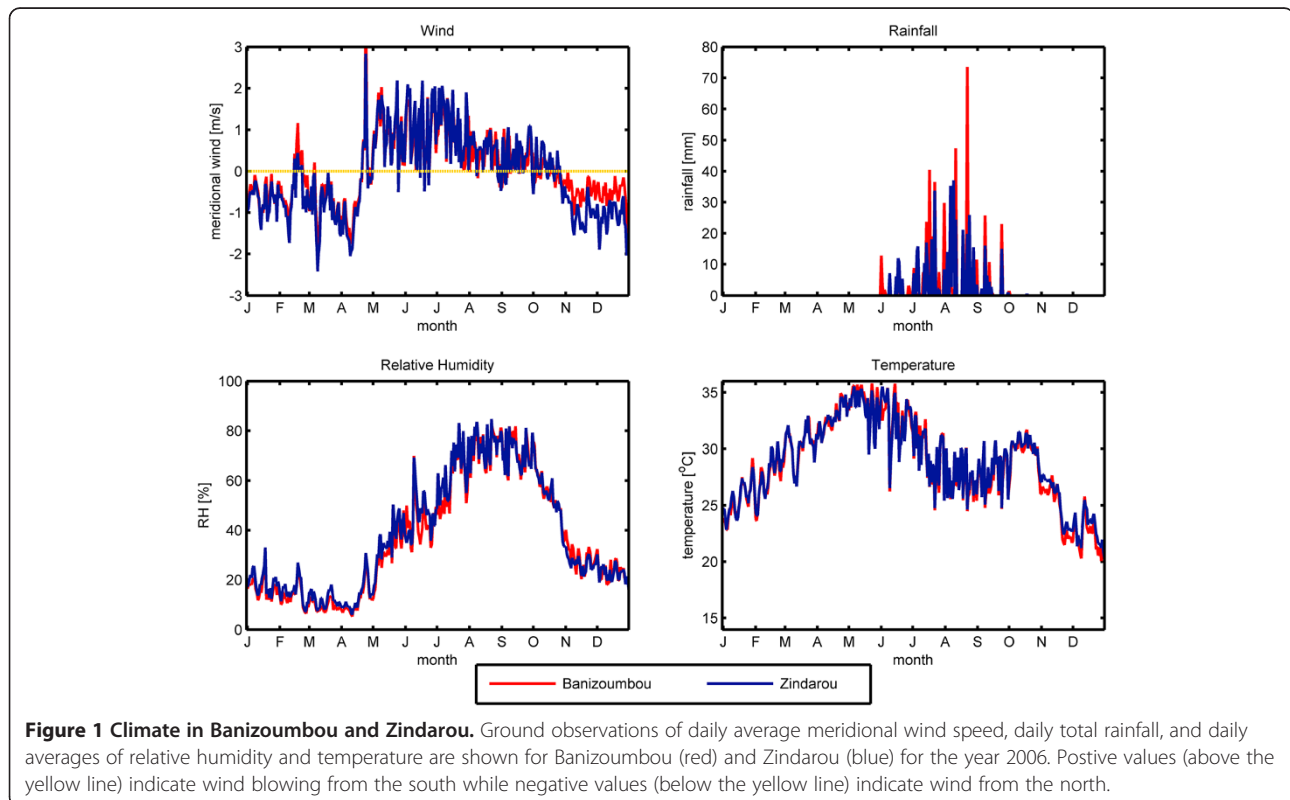 Wind
3
2
1
0
-1
-2
-3
meridional wind [m/s]
J F M A M J J A S O N D
month
Rainfall
80
70
60
50
40
30
20
10
0
rainfall [mm]
J F M A M J J A S O N D
month
Relative Humidity
100
80
60
40
20
0
RH [%]
J F M A M J J A S O N D
month
Temperature
35
30
25
20
15
temperature [°C]
J F M A M J J A S O N D
month
Banizoumbou Zindarou
Figure 1 Climate in Banizoumbou and Zindarou. Ground observations of daily average meridional wind speed, daily total rainfall, and daily
averages of relative humidity and temperature are shown for Banizoumbou (red) and Zindarou (blue) for the year 2006. Postive values (above the
yellow line) indicate wind blowing from the south while negative values (below the yellow line) indicate wind from the north.